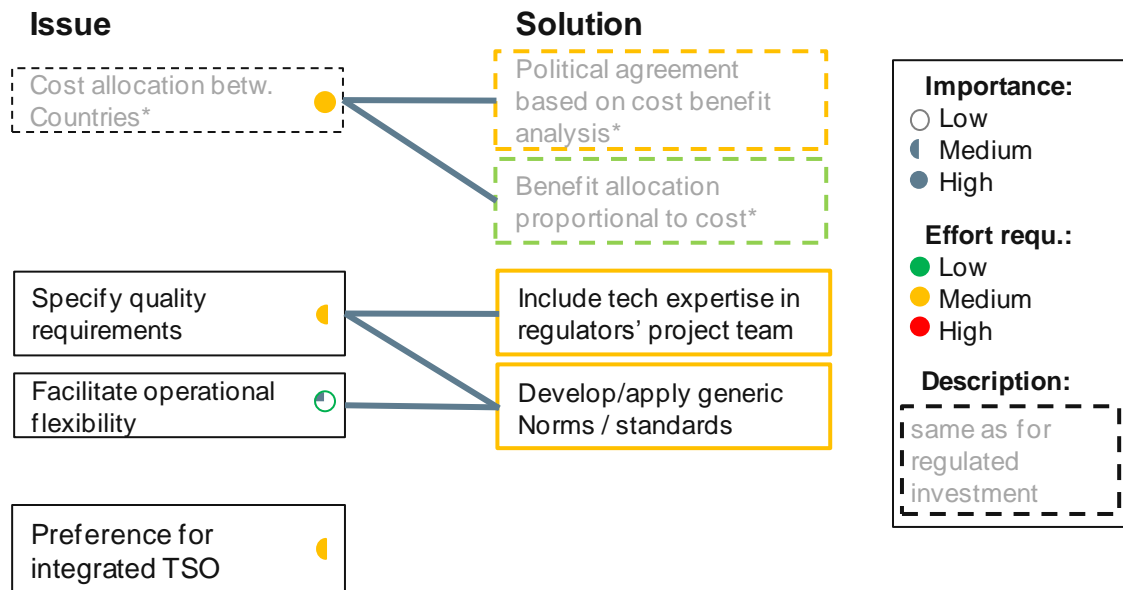 Issue
Solution
Cost allocation betw.
Countries*
Political agreement
based on cost benefit
analysis*
Benefit allocation
proportional to cost*
Specify quality
requirements
Include tech expertise in
regulators' project team
Facilitate operational
flexibility
Develop/apply generic
Norms / standards
Preference for
integrated TSO
Importance:
Low
Medium
High
Effort requ.:
Low
Medium
High
Description:
same as for
regulated
investment